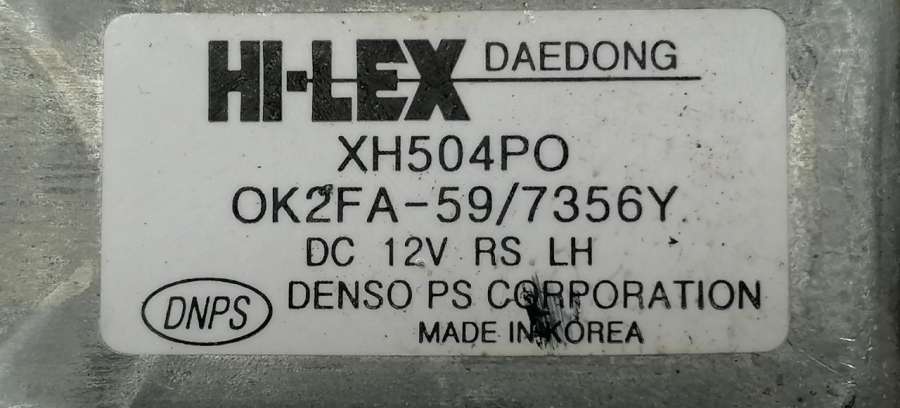 HI-LEX DAEDONG
XH504PO
OK2FA-59/7356Y
DC 12V RS LH
DNPS DENSO PS CORPORATION
MADE IN KOREA